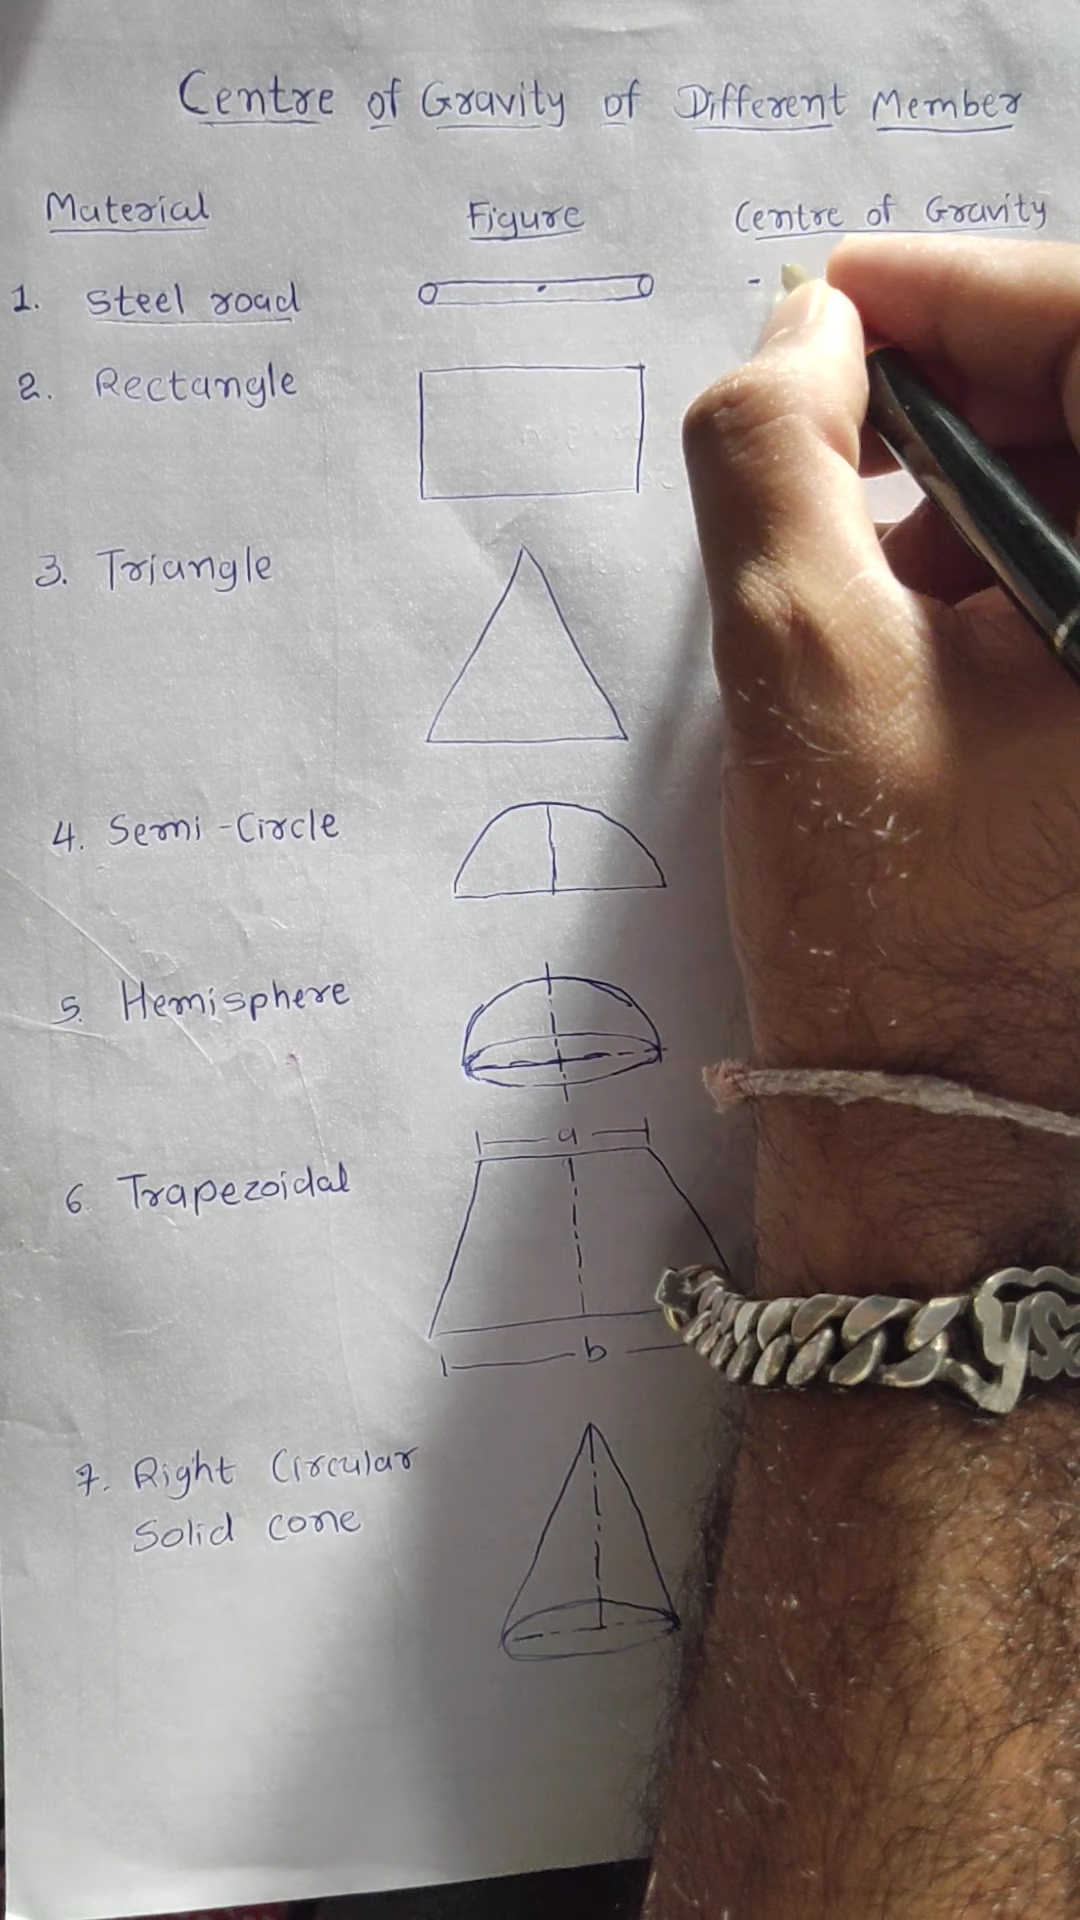 Centre of Gravity of Different Member
Material Figure Centre of Gravity
1. Steel road -
2. Rectangle
3. Triangle
4. Semi-Circle
5. Hemisphere
a
6. Trapezoidal
b
7. Right Circular
Solid cone